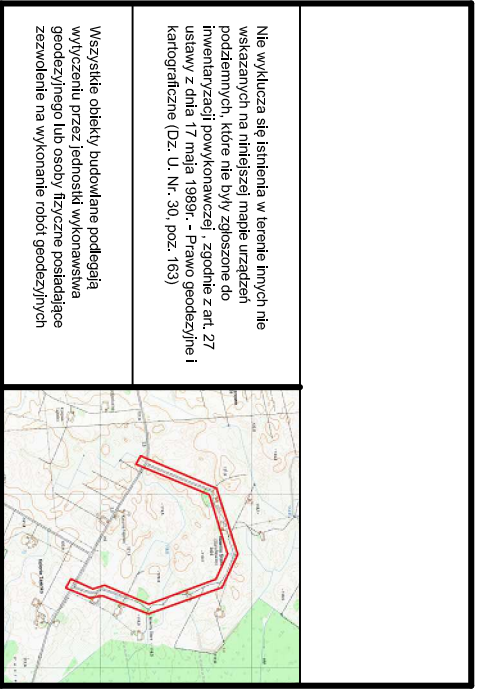 Nie wyklucza się istnienia w terenie innych nie
wskazanych na niniejszej mapie urządzeń
podziemnych, które nie były zgłoszone do
inwentaryzacji powykonawczej , zgodnie z art. 27
ustawy z dnia 17 maja 1989r. - Prawo geodezyjne i
kartograficzne (Dz. U. Nr. 30, poz. 163)
Wszystkie obiekty budowlane podlegają
wytyczeniu przez jednostki wykonawstwa
geodezyjnego lub osoby fizyczne posiadające
zezwolenie na wykonanie robót geodezyjnych